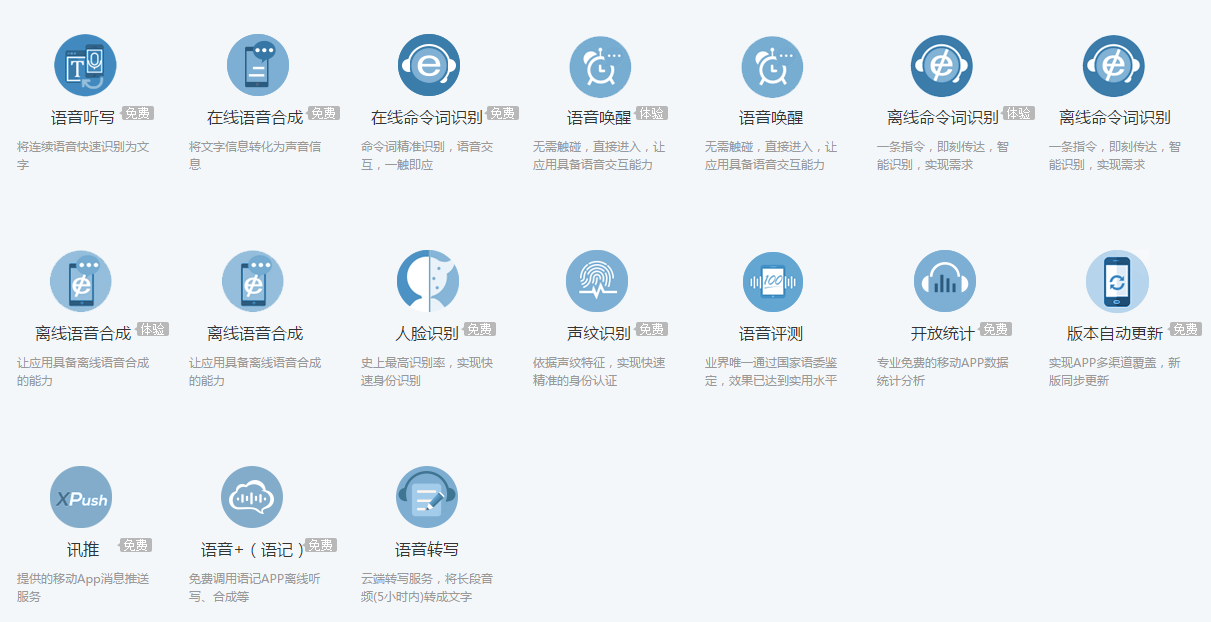 语音听写 免费
将连续语音快速识别为文
字
在线语音合成 免费
将文字信息转化为声音信
息
在线命令词识别 免费
命令词精准识别，语音交
互，一触即应
语音唤醒 体验
无需触碰，直接进入，让
应用具备语音交互能力
语音唤醒
无需触碰，直接进入，让
应用具备语音交互能力
离线命令词识别 体验
一条指令，即刻传达，智
能识别，实现需求
离线命令词识别
一条指令，即刻传达，智
能识别，实现需求
离线语音合成 体验
让应用具备离线语音合成
的能力
离线语音合成
让应用具备离线语音合成
的能力
人脸识别 免费
史上最高识别率，实现快
速身份识别
声纹识别 免费
依据声纹特征，实现快速
精准的身份认证
100
语音评测
业界唯一通过国家语委鉴
定，效果已达到实用水平
开放统计 免费
专业免费的移动APP数据
统计分析
版本自动更新 免费
实现APP多渠道覆盖，新
版同步更新
XPush
讯推 免费
提供的移动App消息推送
服务
语音+（语记） 免费
免费调用语记APP离线听
写、合成等
语音转写
云端转写服务，将长段音
频(5小时内)转成文字